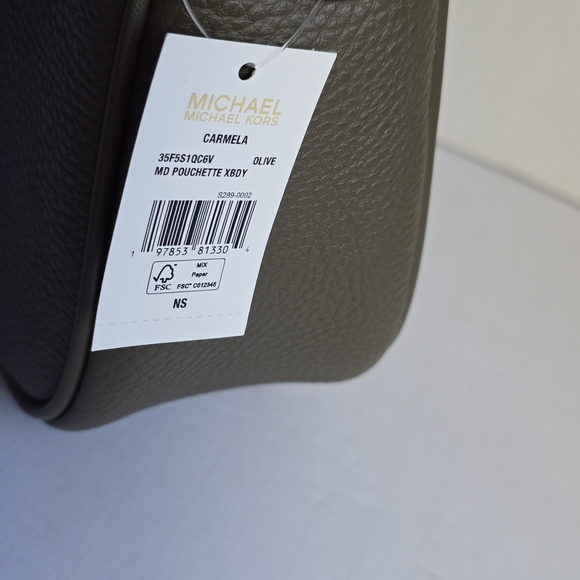 MICHAEL
MICHAEL KORS
CARMELA
35F5S1QC6V OLIVE
MD POUCHETTE XBDY
S289-0002
1 97853 81330 4
FSC™ MIX
Paper
FSC® C012345
NS